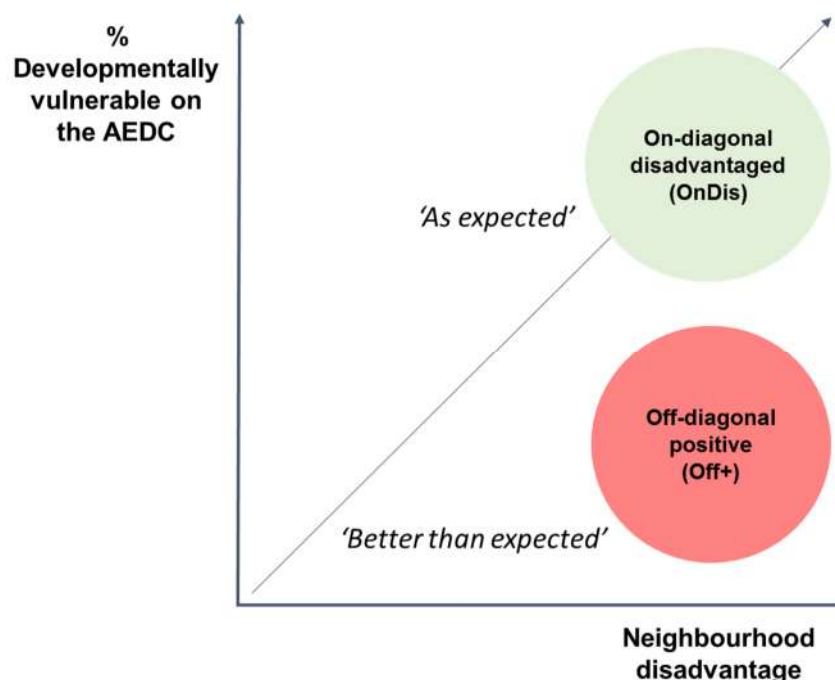 %
Developmentally
vulnerable on
the AEDC
On-diagonal
disadvantaged
(OnDis)
‘As expected’
Off-diagonal
positive
(Off+)
‘Better than expected’
Neighbourhood
disadvantage